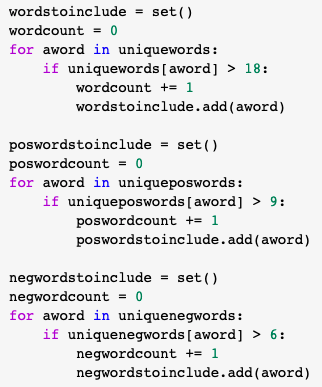 wordstoinclude = set()
wordcount = 0
for aword in uniquewords:
    if uniquewords[aword] > 18:
        wordcount += 1
        wordstoinclude.add(aword)

poswordstoinclude = set()
poswordcount = 0
for aword in uniqueposwords:
    if uniqueposwords[aword] > 9:
        poswordcount += 1
        poswordstoinclude.add(aword)

negwordstoinclude = set()
negwordcount = 0
for aword in uniquenegwords:
    if uniquenegwords[aword] > 6:
        negwordcount += 1
        negwordstoinclude.add(aword)